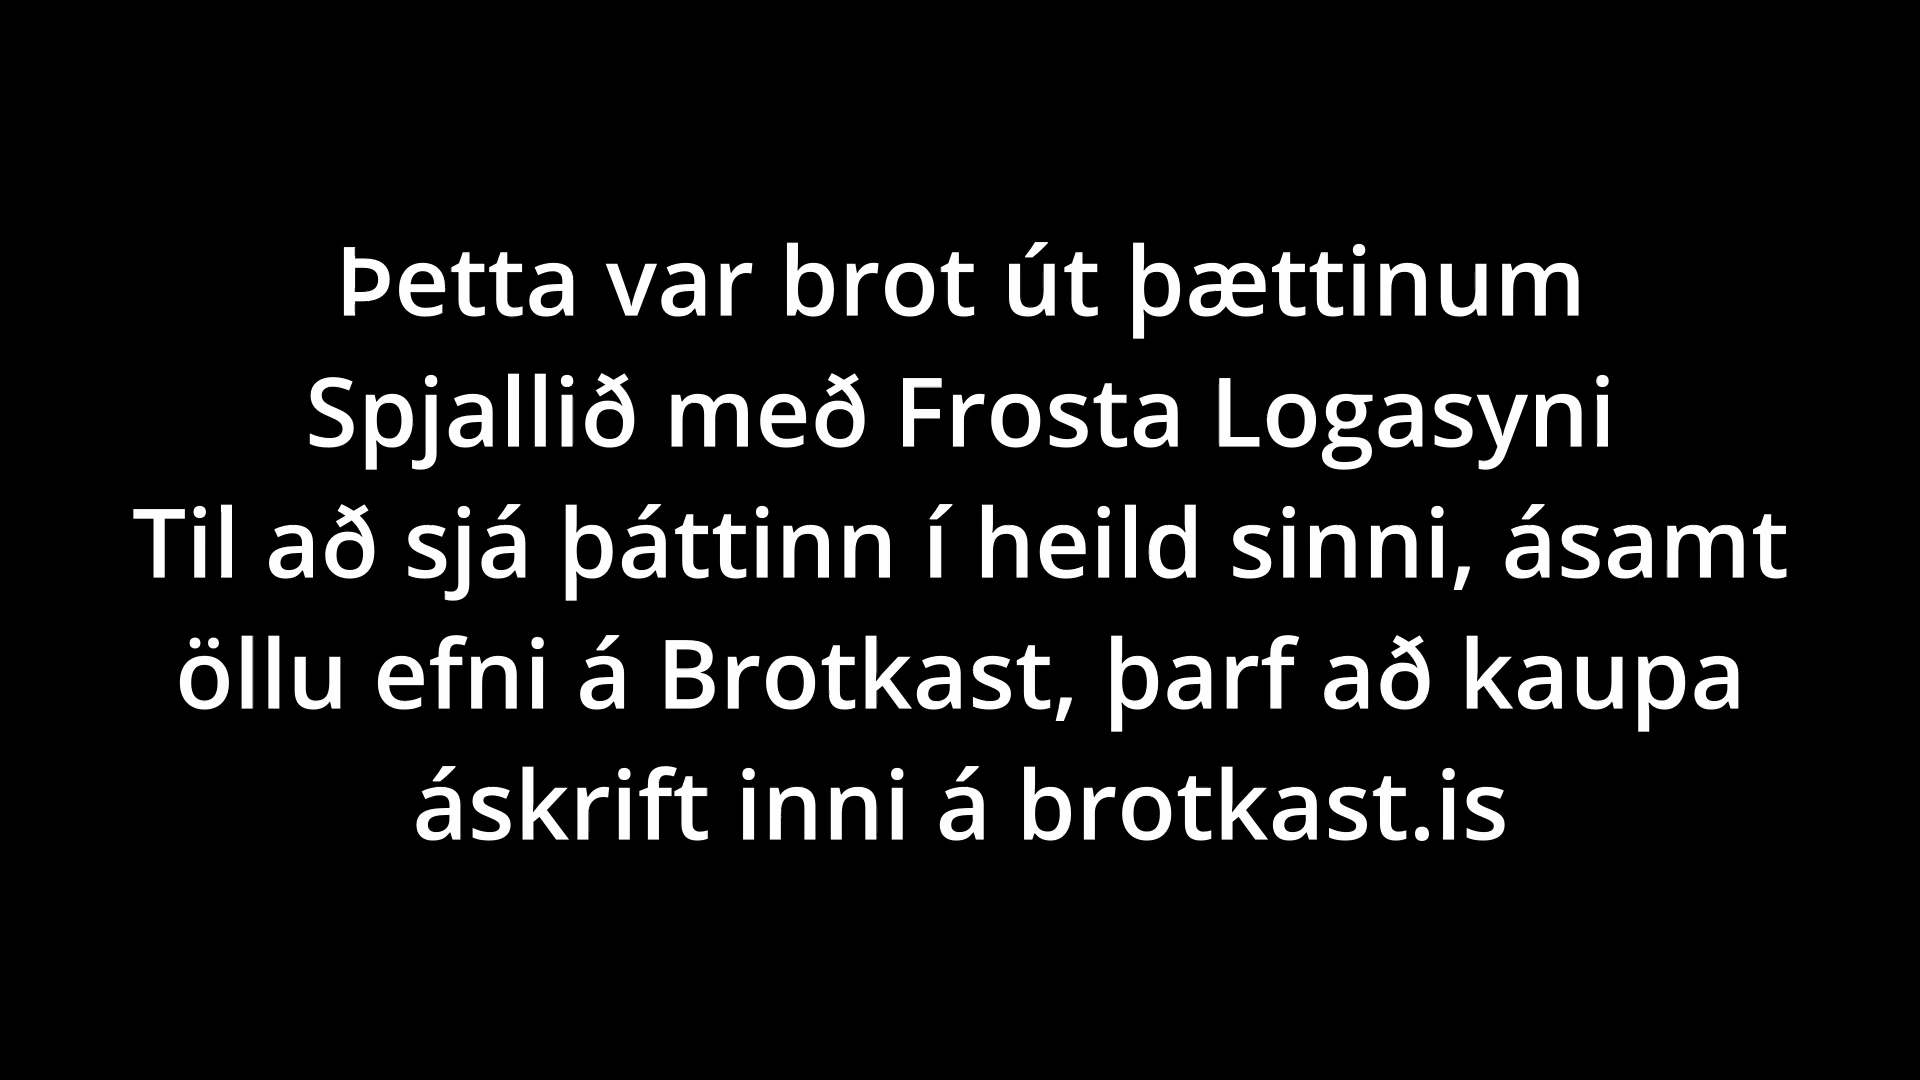 Þetta var brot út þættinum
Spjallið með Frosta Logasyni
Til að sjá þáttinn í heild sinni, ásamt
öllu efni á Brotkast, þarf að kaupa
áskrift inni á brotkast.is